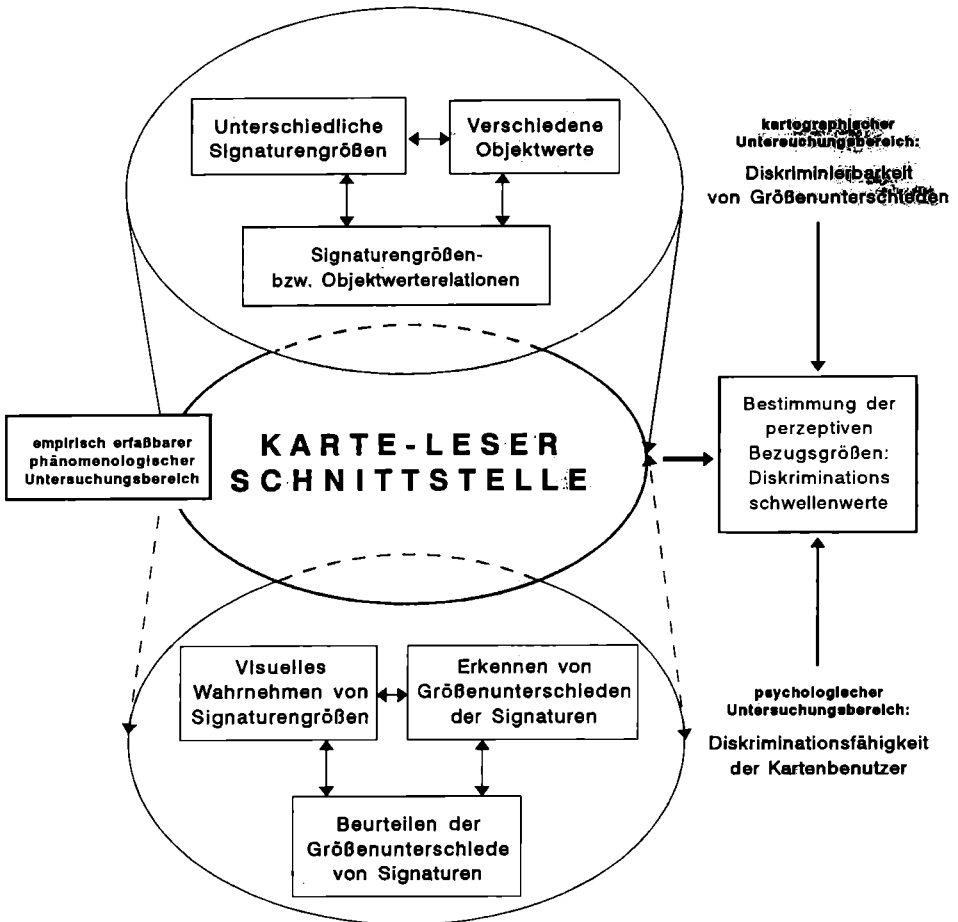 Unterschiedliche
Signaturengrößen
Verschiedene
Objektwerte
Signaturengrößen-
bzw. Objektwerterelationen
kartographischer
Untersuchungsbereich:
Diskriminierbarkeit
von Größenunterschieden
empirisch erfaßbarer
phänomenologischer
Untersuchungsbereich
KARTE-LESER
SCHNITTSTELLE
Bestimmung der
perzeptiven
Bezugsgrößen:
Diskriminations
schwellenwerte
Visuelles
Wahrnehmen von
Signaturengrößen
Erkennen von
Größenunterschieden
der Signaturen
Beurteilen der
Größenunterschiede
von Signaturen
psychologischer
Untersuchungsbereich:
Diskriminationsfähigkeit
der Kartenbenutzer